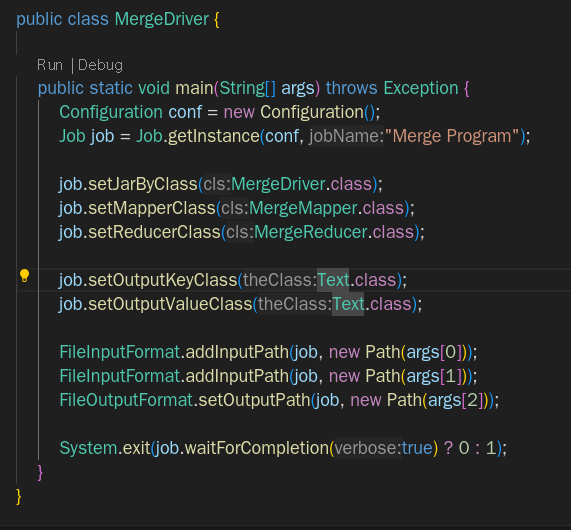 public class MergeDriver {
Run | Debug
public static void main(String[] args) throws Exception {
Configuration conf = new Configuration();
Job job = Job.getInstance(conf, jobName:"Merge Program");
job.setJarByClass(cls:MergeDriver.class);
job.setMapperClass(cls:MergeMapper.class);
job.setReducerClass(cls:MergeReducer.class);
job.setOutputKeyClass(theClass:Text.class);
job.setOutputValueClass(theClass:Text.class);
FileInputFormat.addInputPath(job, new Path(args[0]));
FileInputFormat.addInputPath(job, new Path(args[1]));
FileOutputFormat.setOutputPath(job, new Path(args[2]));
System.exit(job.waitForCompletion(verbose:true) ? 0 : 1);
}
}